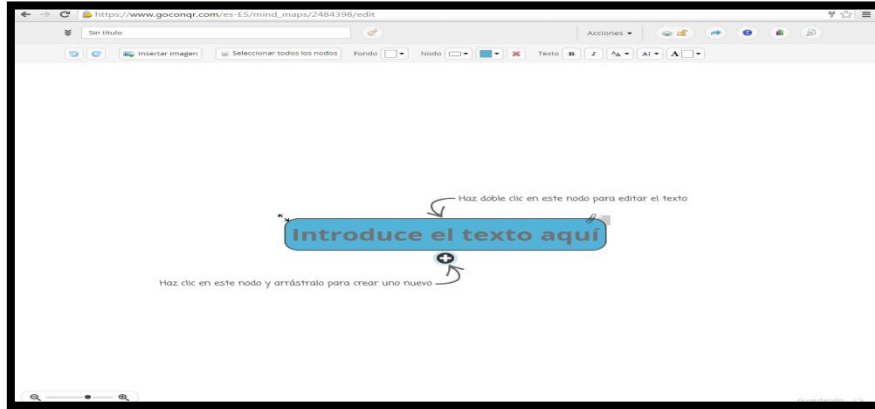 https://www.goconqr.com/es-ES/mind_maps/2484398/edit
Sin título
Acciones
Insertar imagen
Seleccionar todos los nodos
Fondo
Nodo
Texto
B
I
AA
AI
A
Haz doble clic en este nodo para editar el texto
Introduce el texto aquí
Haz clic en este nodo y arrástralo para crear uno nuevo